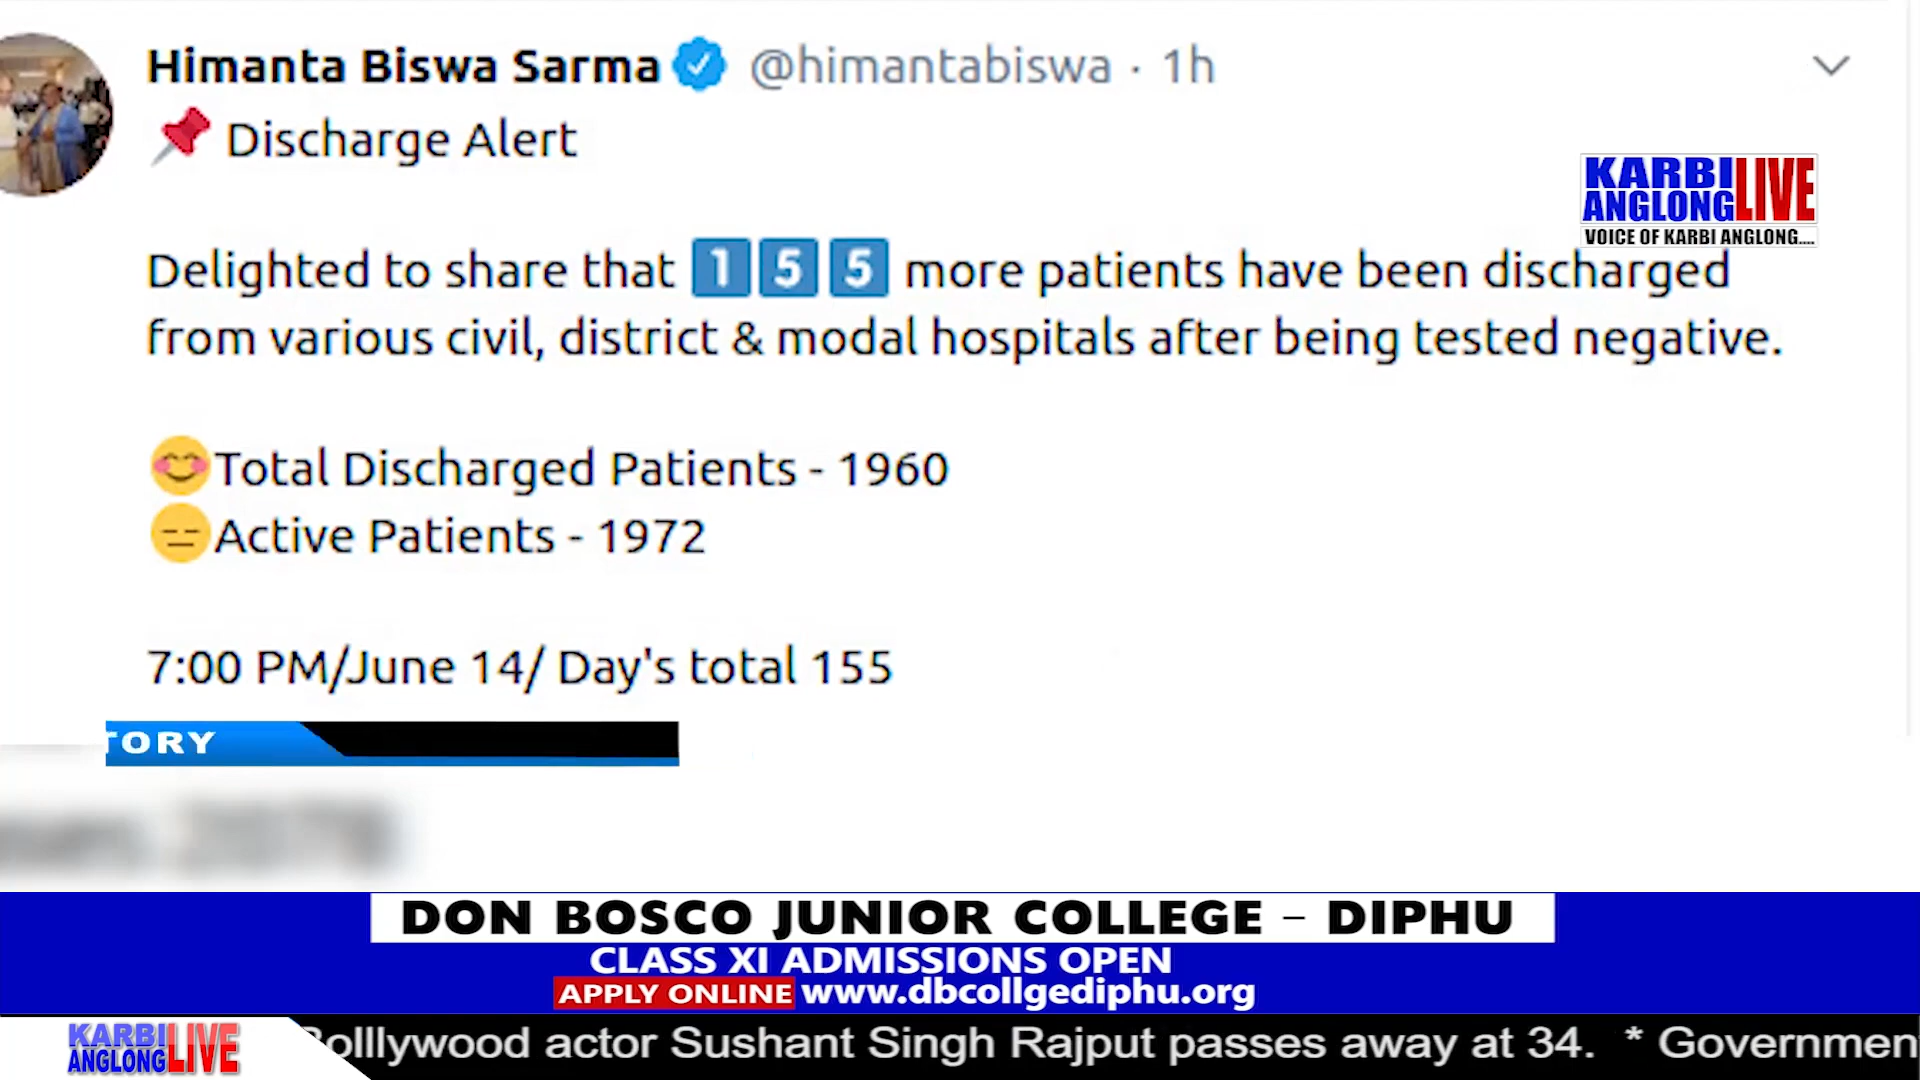 Himanta Biswa Sarma @himantabiswa · 1h
Discharge Alert
KARBI ANGLONG LIVE
VOICE OF KARBI ANGLONG....
Delighted to share that 155 more patients have been discharged
from various civil, district & modal hospitals after being tested negative.
Total Discharged Patients - 1960
Active Patients - 1972
7:00 PM/June 14/ Day's total 155
TORY
DON BOSCO JUNIOR COLLEGE – DIPHU
CLASS XI ADMISSIONS OPEN
APPLY ONLINE www.dbcollgediphu.org
KARBI ANGLONG LIVE
Bolllywood actor Sushant Singh Rajput passes away at 34. * Governmen